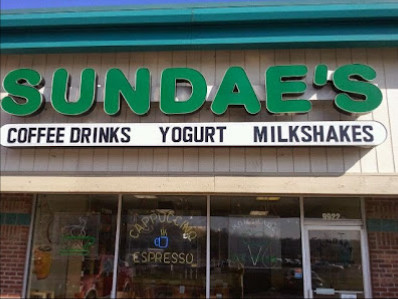 SUNDAE'S
COFFEE DRINKS YOGURT MILKSHAKES
CAPPUCCINO
ESPRESSO